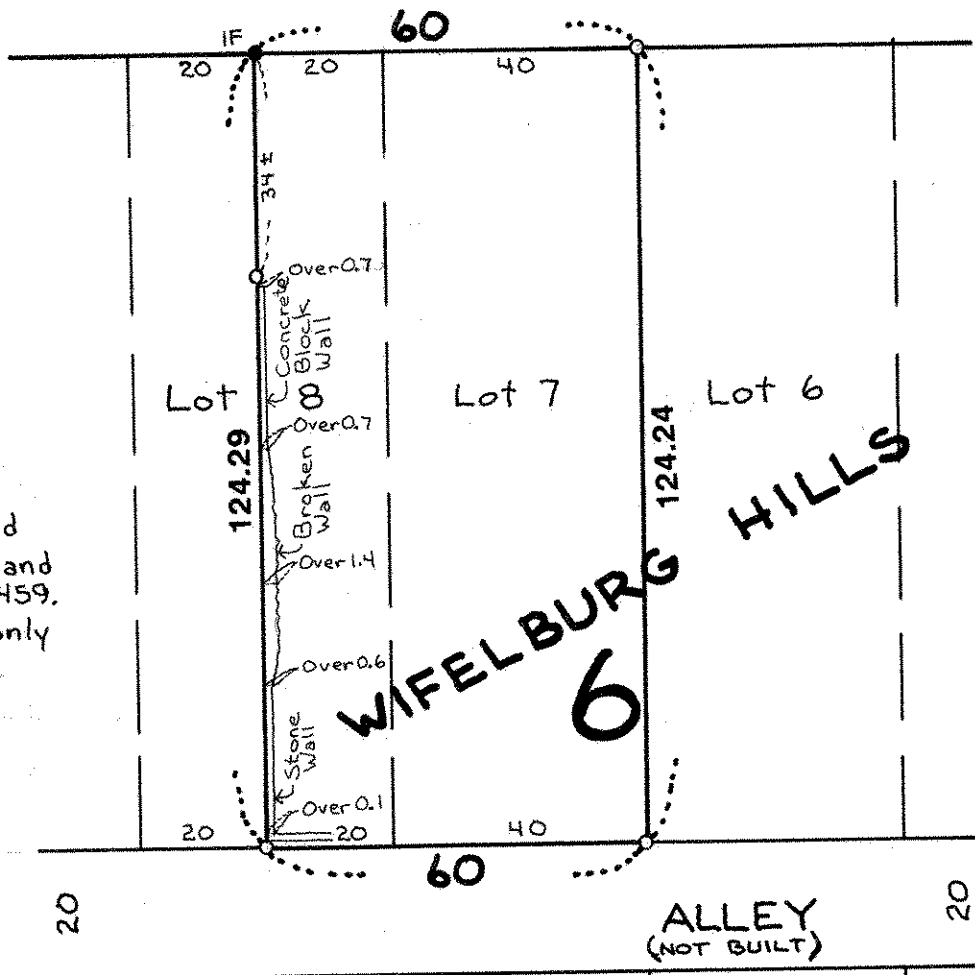 60
IF
20 20 40
34±
Over 0.7
Concrete
Block
Wall
Lot 8 Lot 7 Lot 6
Over 0.7
124.29
124.24
Broken
Wall
Over 1.4
d
and
459.
only
WIFELBURG HILLS
6
Over 0.6
Stone
Wall
Over 0.1
20 20 40
60
20 20
ALLEY
(NOT BUILT)